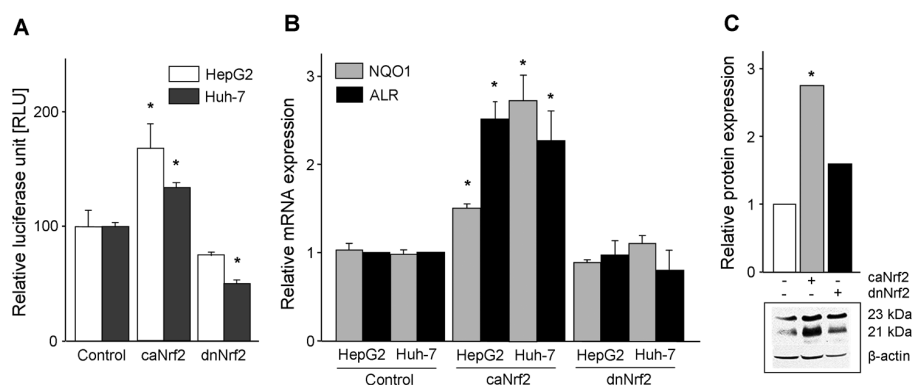 A
Relative luciferase unit [RLU]
200
100
0
HepG2
Huh-7
*
*
*
Control caNrf2 dnNrf2
B
Relative mRNA expression
3
2
1
0
NQO1
ALR
*
*
*
*
HepG2 Huh-7 HepG2 Huh-7 HepG2 Huh-7
Control caNrf2 dnNrf2
C
Relative protein expression
3
2
1
0
*
- + - caNrf2
- - + dnNrf2
23 kDa
21 kDa
β-actin